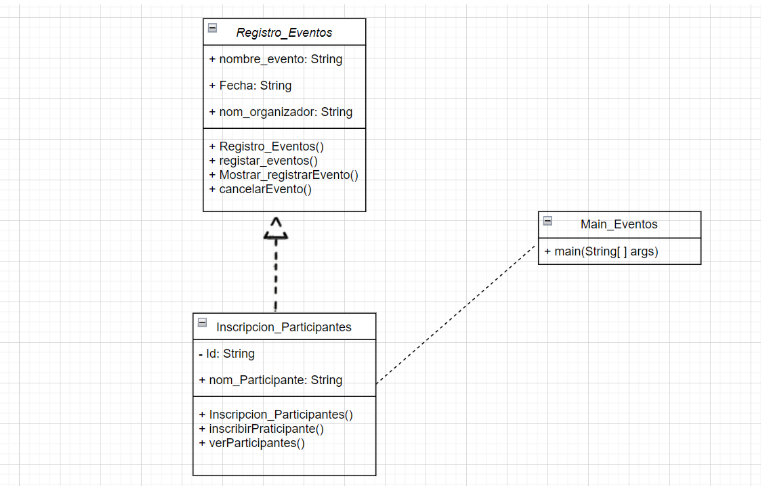 Registro_Eventos
+ nombre_evento: String
+ Fecha: String
+ nom_organizador: String
+ Registro_Eventos()
+ registar_eventos()
+ Mostrar_registrarEvento()
+ cancelarEvento()
Main_Eventos
+ main(String[ ] args)
Inscripcion_Participantes
- Id: String
+ nom_Participante: String
+ Inscripcion_Participantes()
+ inscribirPraticipante()
+ verParticipantes()